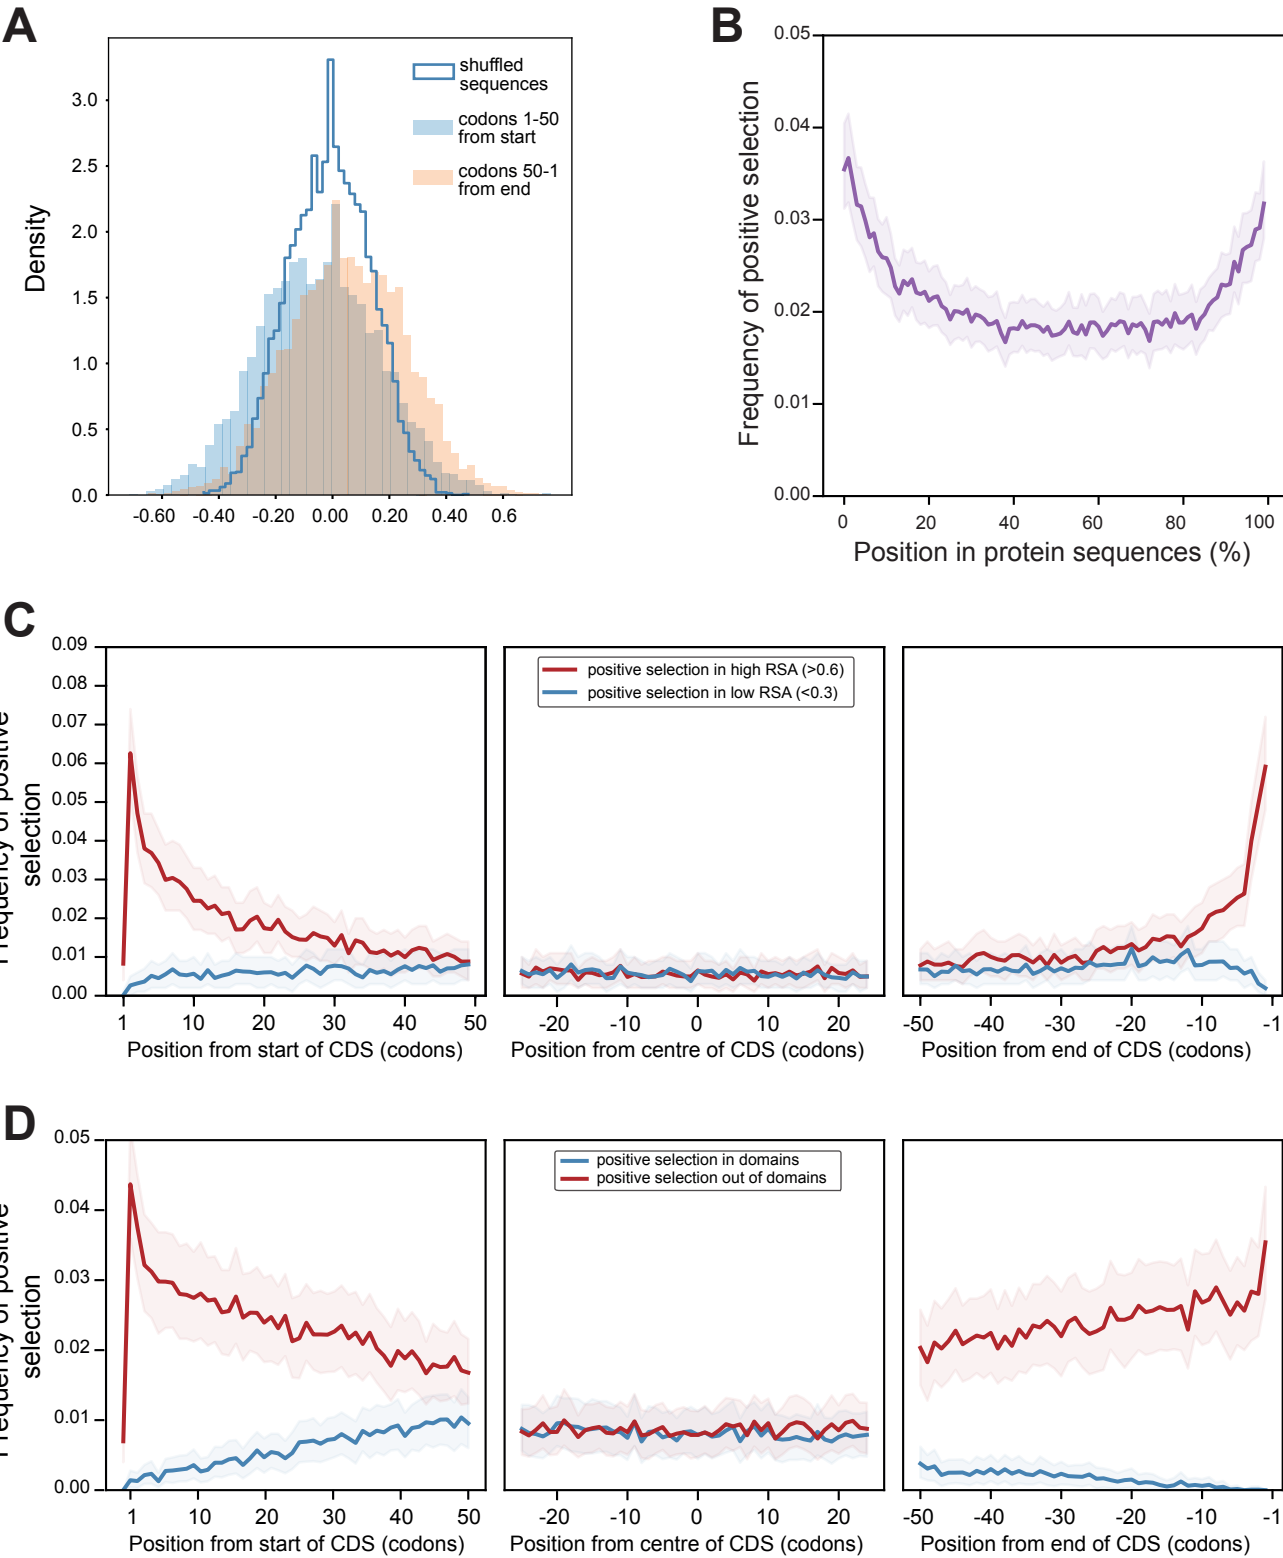 A
3.0
2.5
2.0
1.5
1.0
0.5
0.0
Density
shuffled
sequences
codons 1-50
from start
codons 50-1
from end
-0.60 -0.40 -0.20 0.00 0.20 0.40 0.6
B
0.05
0.04
0.03
0.02
0.01
0.00
Frequency of positive selection
0 20 40 60 80 100
Position in protein sequences (%)
C
0.09
0.08
0.07
0.06
0.05
0.04
0.03
0.02
0.01
0.00
Frequency of positive
selection
positive selection in high RSA (>0.6)
positive selection in low RSA (<0.3)
1 10 20 30 40 50
Position from start of CDS (codons)
-20 -10 0 10 20
Position from centre of CDS (codons)
-50 -40 -30 -20 -10 -1
Position from end of CDS (codons)
D
0.05
0.04
0.03
0.02
0.01
0.00
Frequency of positive
selection
positive selection in domains
positive selection out of domains
1 10 20 30 40 50
Position from start of CDS (codons)
-20 -10 0 10 20
Position from centre of CDS (codons)
-50 -40 -30 -20 -10 -1
Position from end of CDS (codons)